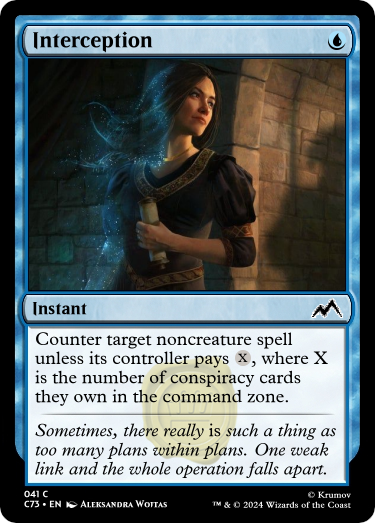 Interception
Instant
Counter target noncreature spell
unless its controller pays X, where X
is the number of conspiracy cards
they own in the command zone.
Sometimes, there really is such a thing as
too many plans within plans. One weak
link and the whole operation falls apart.
041 C
© Krumov
C73 • EN Aleksandra Wojtas
™ & © 2024 Wizards of the Coast